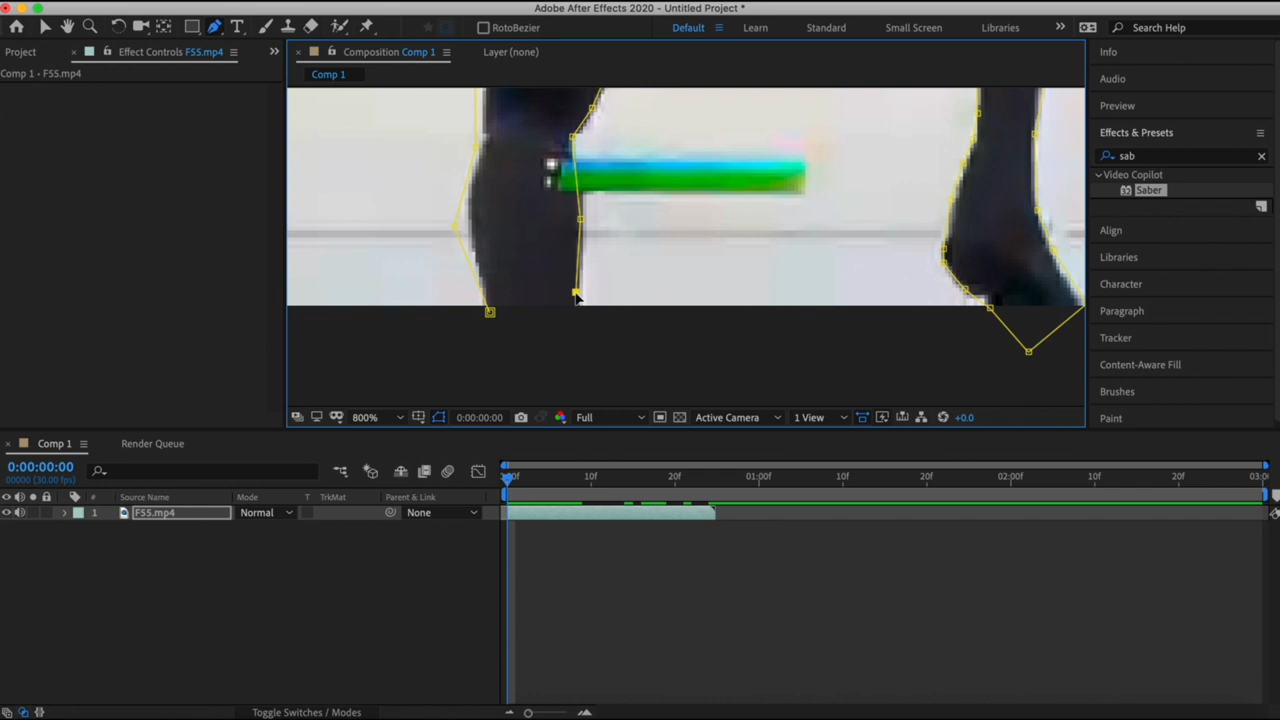 Adobe After Effects 2020 - Untitled Project *
RotoBezier
Default
Learn
Standard
Small Screen
Libraries
Search Help
Project
Effect Controls F55.mp4
Composition Comp 1
Layer (none)
Info
Comp 1 • F55.mp4
Comp 1
Audio
Preview
Effects & Presets
sab
Video Copilot
Saber
Align
Libraries
Character
Paragraph
Tracker
Content-Aware Fill
Brushes
Paint
800%
0:00:00:00
Full
Active Camera
1 View
+0.0
Comp 1
Render Queue
0:00:00:00
00000 (30.00 fps)
10f
20f
01:00f
10f
20f
02:00f
10f
20f
#
Source Name
Mode
T
TrkMat
Parent & Link
1
F55.mp4
Normal
None
Toggle Switches / Modes